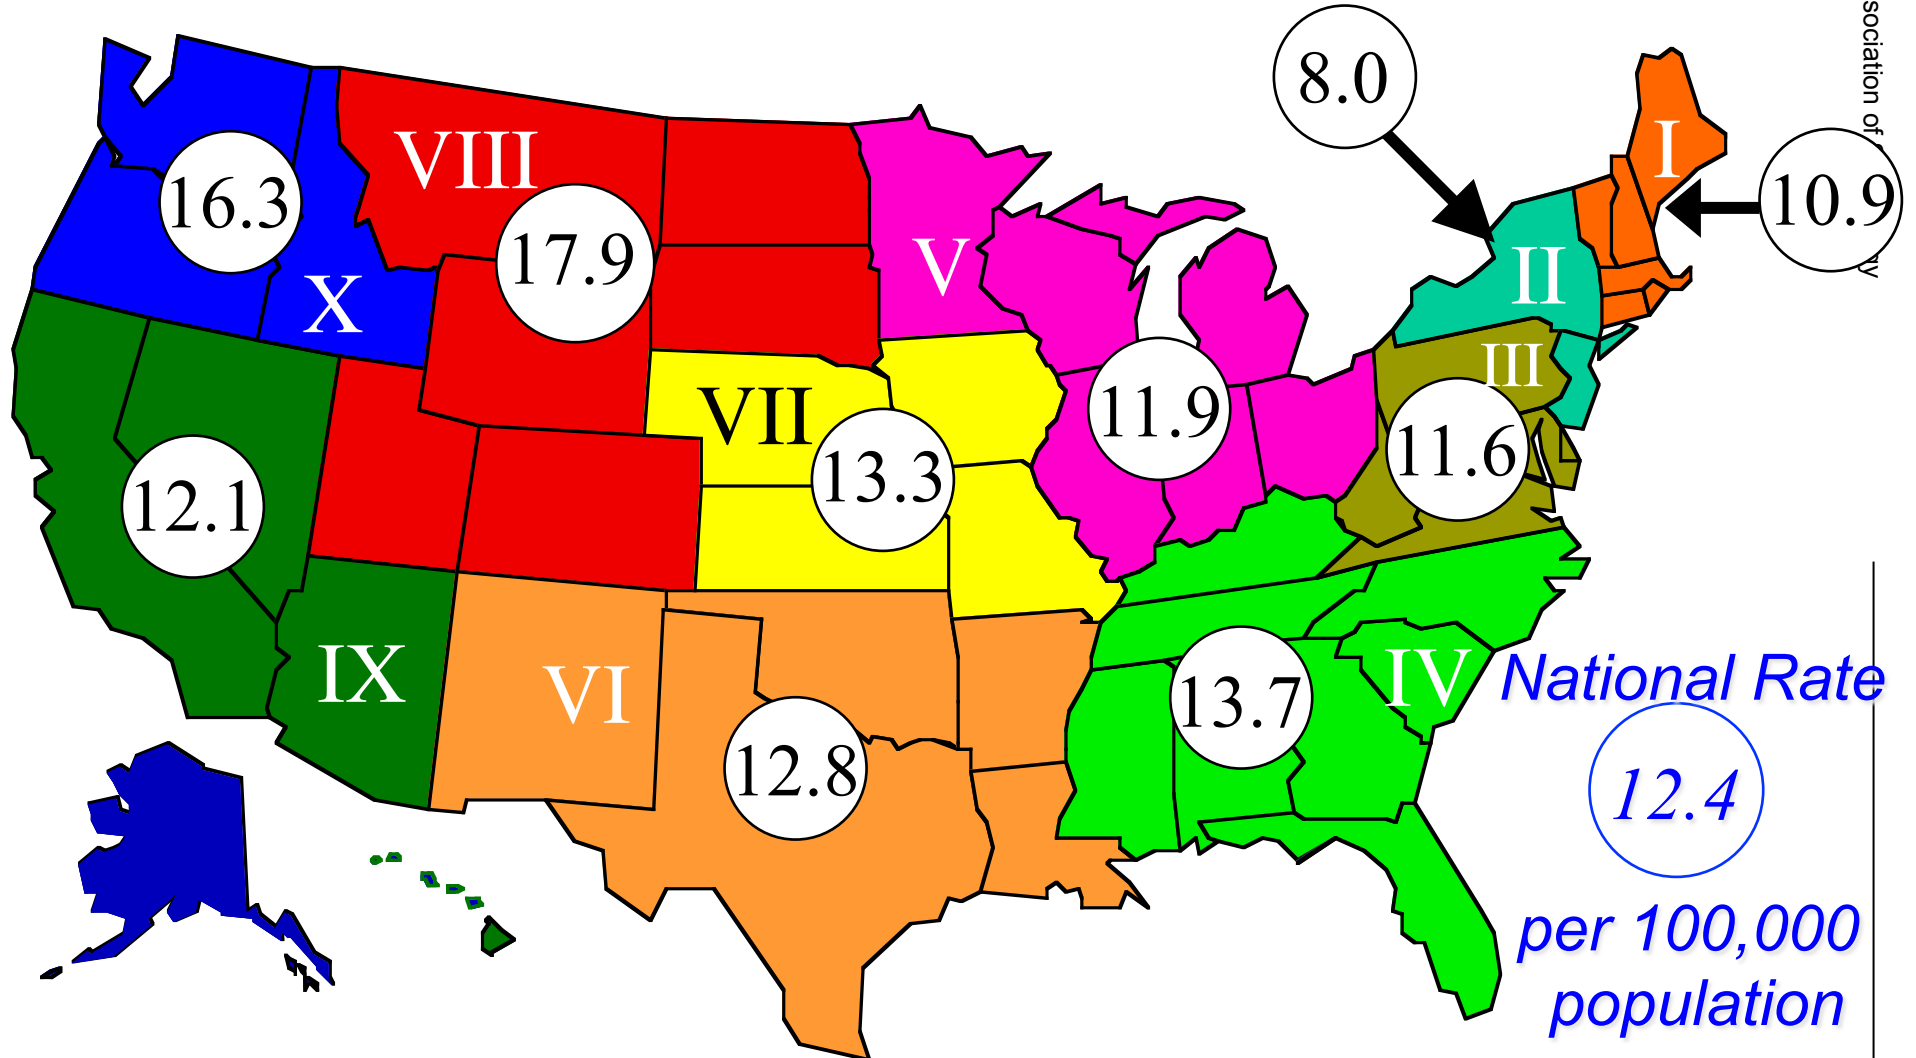 8.0
sociation of
I
10.9
VIII
16.3
17.9
V
II
X
III
VII
11.9
11.6
13.3
12.1
IX
VI
13.7
IV
12.8
National Rate
12.4
per 100,000
population